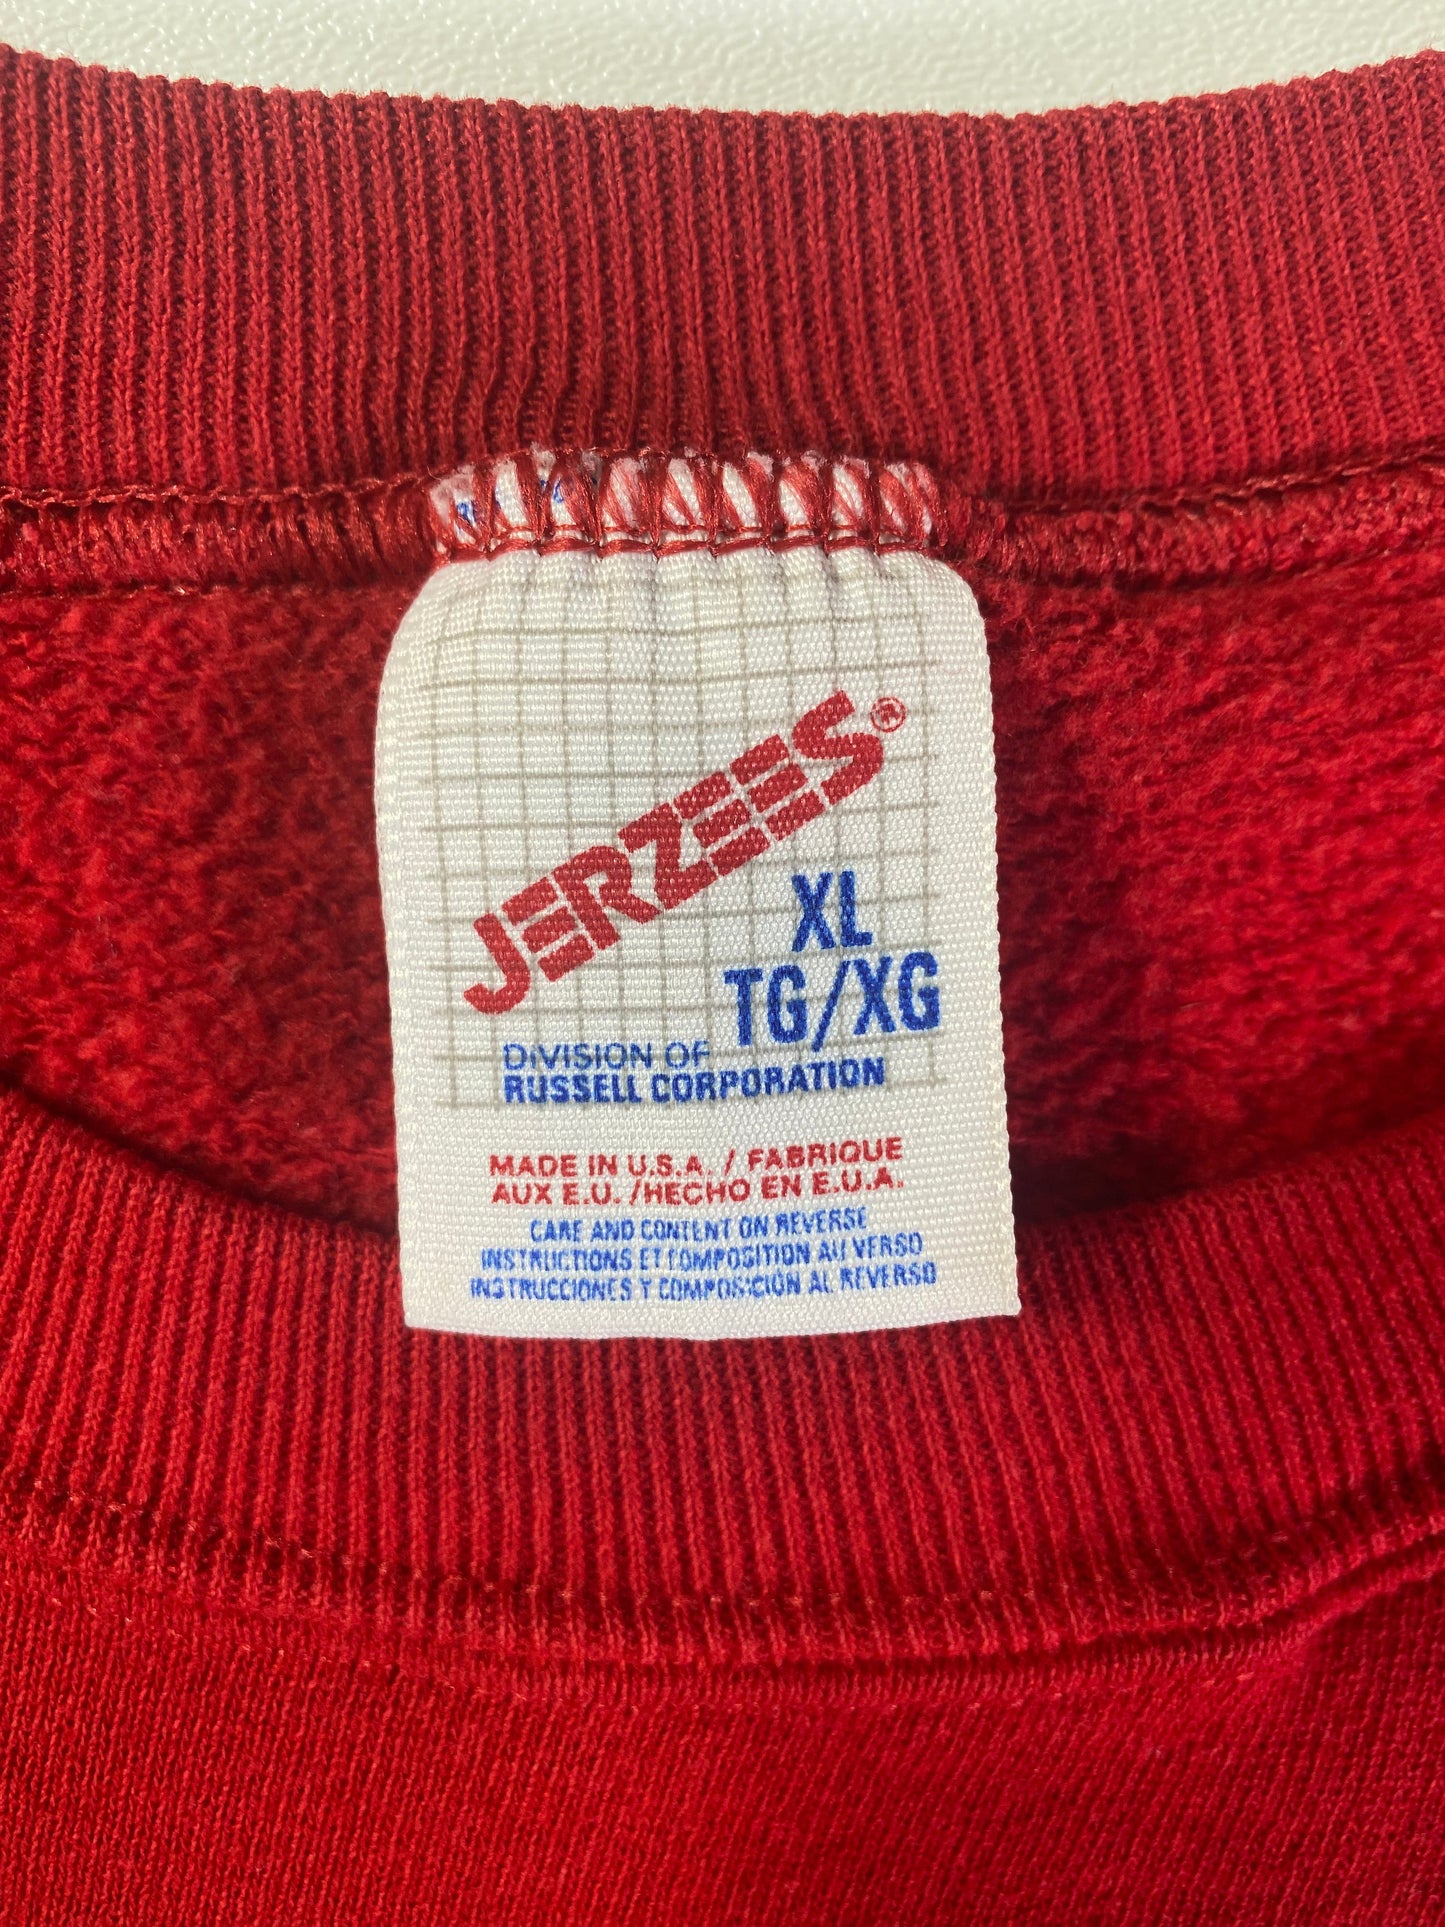 JERZEES®
XL
TG/XG
DIVISION OF
RUSSELL CORPORATION
MADE IN U.S.A. / FABRIQUE
AUX E.U. /HECHO EN E.U.A.
CARE AND CONTENT ON REVERSE
INSTRUCTIONS ET COMPOSITION AU VERSO
INSTRUCCIONES Y COMPOSICIÓN AL REVERSO